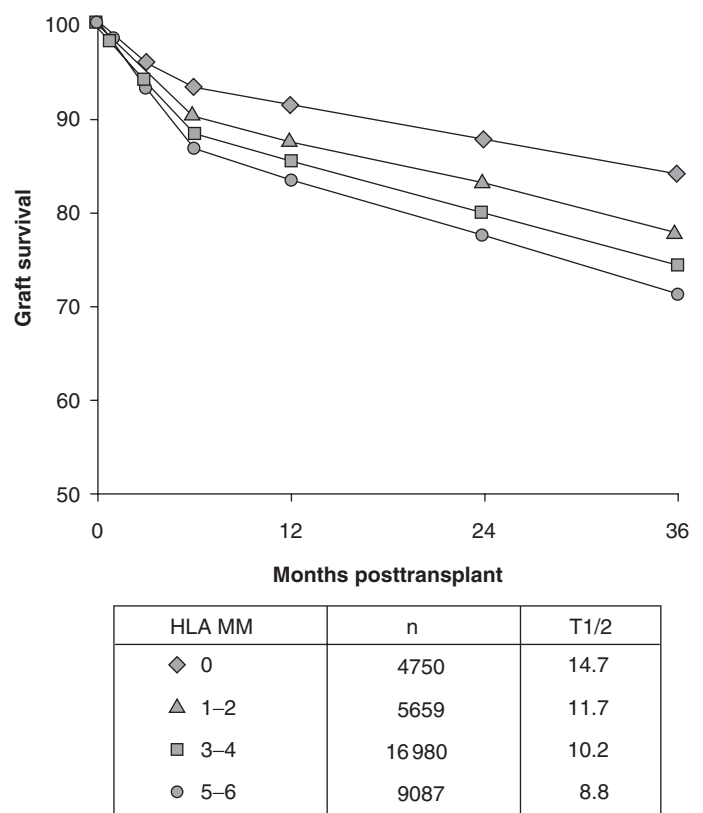 100
90
80
70
60
50
Graft survival
0 12 24 36
Months posttransplant
HLA MM n T1/2
0 4750 14.7
1–2 5659 11.7
3–4 16 980 10.2
5–6 9087 8.8